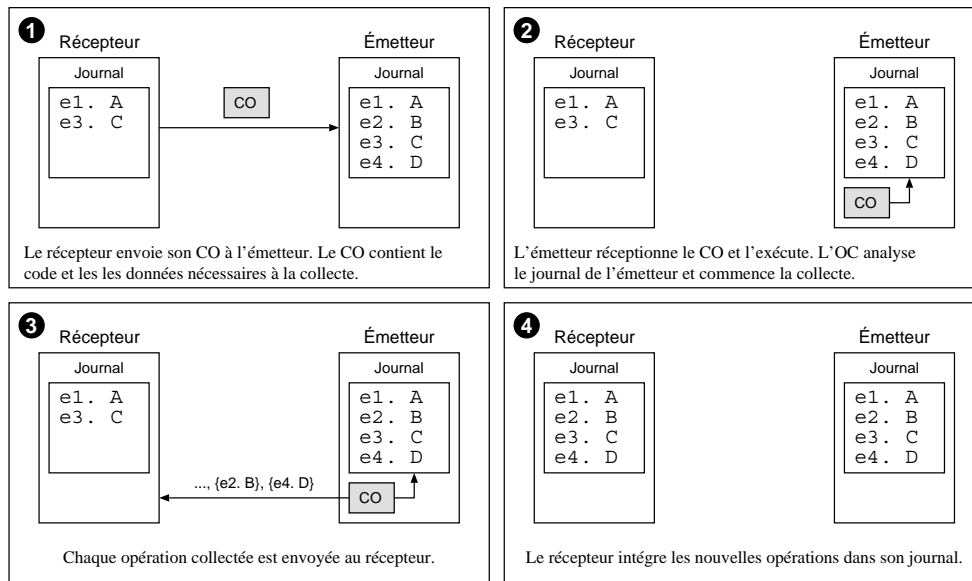 1
Récepteur
Émetteur
Journal
Journal
e1. A
e3. C
CO
e1. A
e2. B
e3. C
e4. D
Le récepteur envoie son CO à l'émetteur. Le CO contient le
code et les les données nécessaires à la collecte.
2
Récepteur
Émetteur
Journal
Journal
e1. A
e3. C
e1. A
e2. B
e3. C
e4. D
CO
L'émetteur réceptionne le CO et l'exécute. L'OC analyse
le journal de l'émetteur et commence la collecte.
3
Récepteur
Émetteur
Journal
Journal
e1. A
e3. C
e1. A
e2. B
e3. C
e4. D
..., {e2. B}, {e4. D}
CO
Chaque opération collectée est envoyée au récepteur.
4
Récepteur
Émetteur
Journal
Journal
e1. A
e2. B
e3. C
e4. D
e1. A
e2. B
e3. C
e4. D
Le récepteur intégre les nouvelles opérations dans son journal.